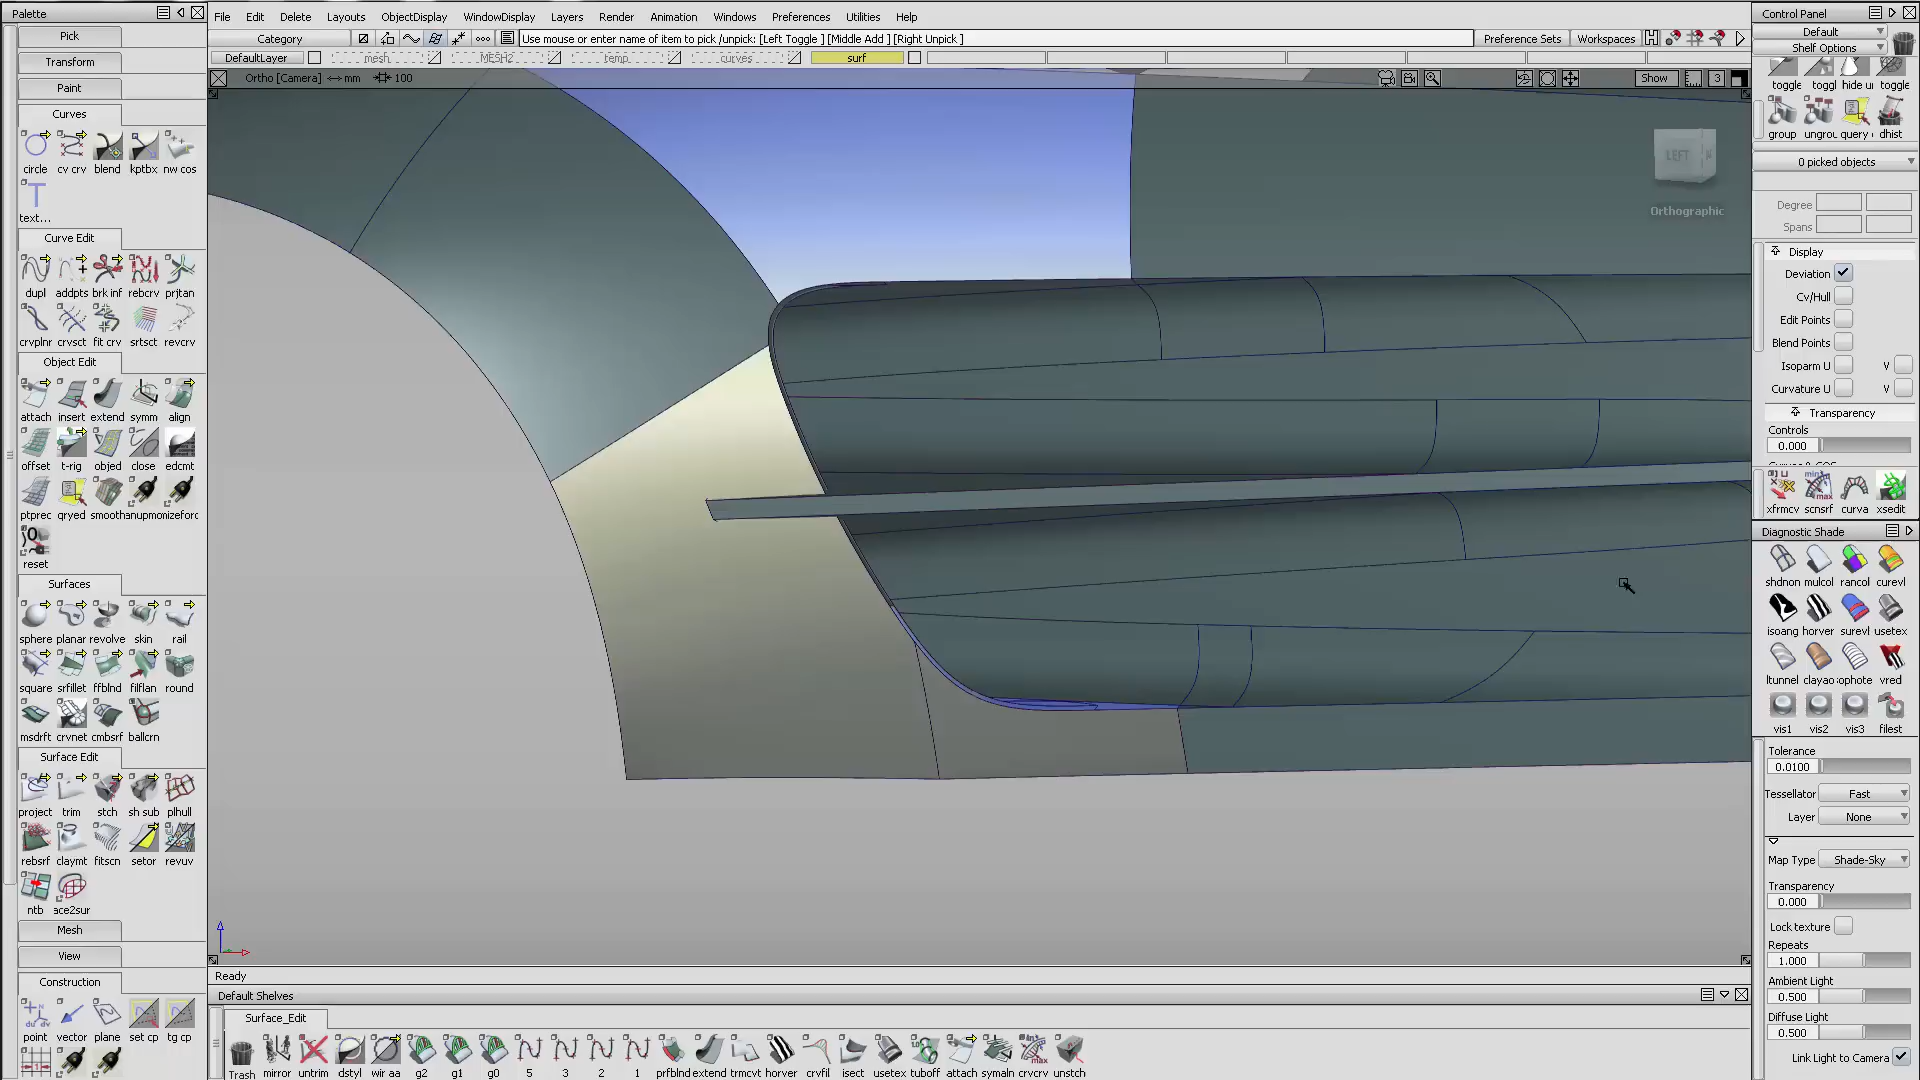 Palette
File Edit Delete Layouts ObjectDisplay WindowDisplay Layers Render Animation Windows Preferences Utilities Help
Control Panel
Pick
Category
Use mouse or enter name of item to pick /unpick: [Left Toggle ] [Middle Add ] [Right Unpick ]
Preference Sets Workspaces
Default
Shelf Options
Transform
DefaultLayer mesh MESH2 temp curves surf
Ortho [Camera] mm 100
Show 3
Paint
toggle toggl hide ur toggle
Curves
circle cv crv blend kptbx nw cos
group ungrou query dhist
text...
LEFT
Orthographic
0 picked objects
Degree
Spans
Curve Edit
dupl addpts brk inf rebcrv prjtan
crvplnr crvsct fit crv srtsct revcrv
Display
Deviation
Cv/Hull
Edit Points
Blend Points
Isoparm U V
Curvature U V
Object Edit
attach insert extend symm align
offset t-rig objed close edcmt
ptprec qryed smooth
reset
Transparency
Controls
0.000
xfrmcv scnsrf curva xsedit
Surfaces
sphere planar revolve skin rail
square srfillet ffblnd filflan round
msdrft crvnet cmbsrf ballcrn
Diagnostic Shade
shdnon mulcol rancol curevl
isoang horver surevl usetex
ltunnel clayao vred
vis1 vis2 vis3 filest
Surface Edit
project trim stch sh sub plhull
rebsrf claymt fitscn setor revuv
ntb
Tolerance
0.0100
Tessellator Fast
Layer None
Map Type Shade-Sky
Transparency
0.000
Lock texture
Repeats
1.000
Ambient Light
0.500
Diffuse Light
0.500
Link Light to Camera
Mesh
View
Construction
point vector plane set cp tg cp
Ready
Default Shelves
Surface_Edit
Trash mirror untrim dstyl wir aa g2 g1 g0 5 3 2 1 prfblnd extend trmcvt horver crvfil isect usetex tuboff attach symaln crvcrv unstch